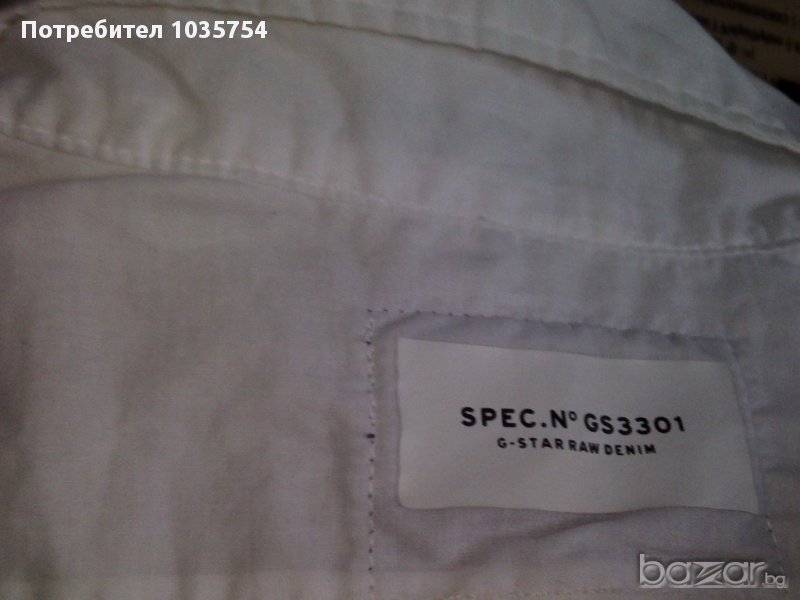 Потребител 1035754
SPEC.Nº GS3301
G-STAR RAW DENIM
bazar.bg